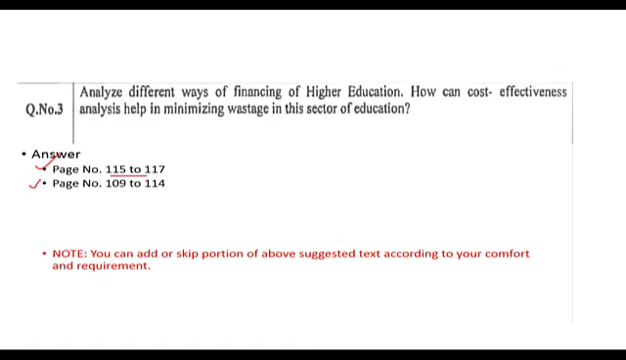 Analyze different ways of financing of Higher Education. How can cost- effectiveness
Q.No.3 analysis help in minimizing wastage in this sector of education?
• Answer
• Page No. 115 to 117
• Page No. 109 to 114
• NOTE: You can add or skip portion of above suggested text according to your comfort
and requirement.